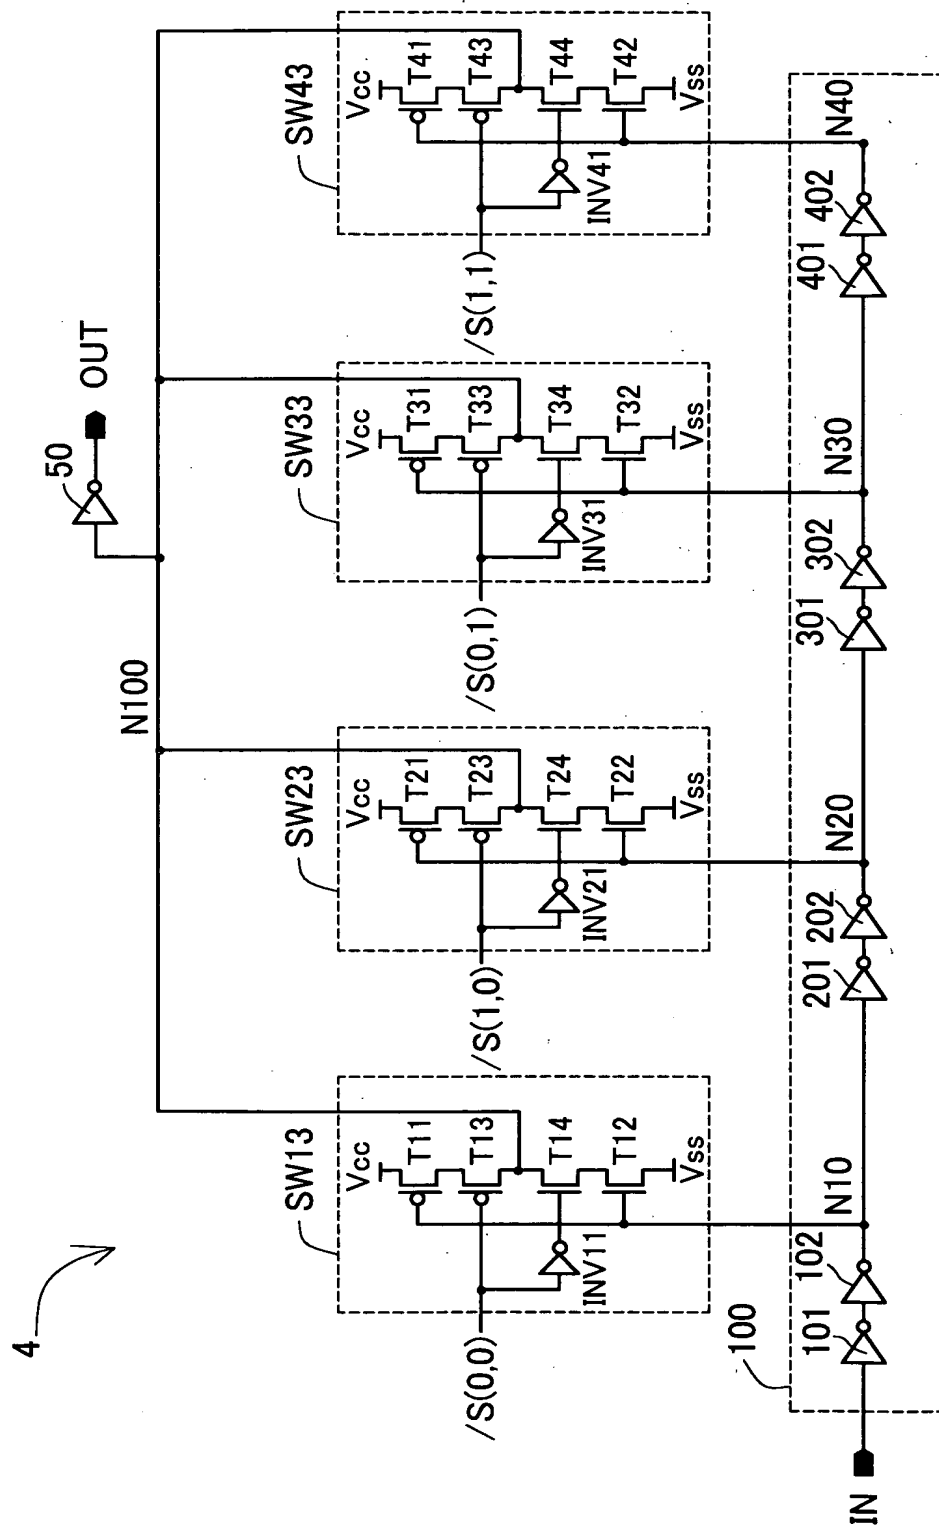 4
50
OUT
N100
SW13
Vcc
T11
T13
T14
T12
Vss
INV11
/S(0,0)
SW23
Vcc
T21
T23
T24
T22
Vss
INV21
/S(1,0)
SW33
Vcc
T31
T33
T34
T32
Vss
INV31
/S(0,1)
SW43
Vcc
T41
T43
T44
T42
Vss
INV41
/S(1,1)
100
IN
101
102
N10
201
202
N20
301
302
N30
401
402
N40